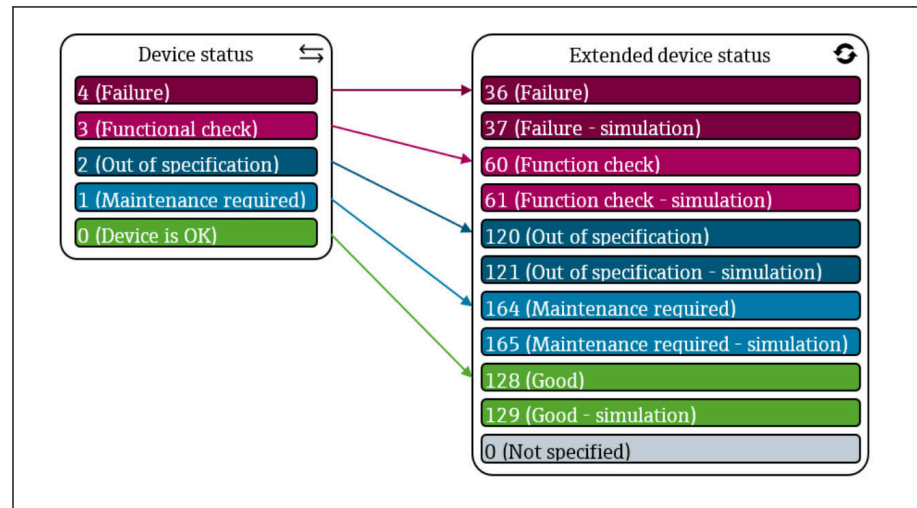 Device status
4 (Failure)
3 (Functional check)
2 (Out of specification)
1 (Maintenance required)
0 (Device is OK)
Extended device status
36 (Failure)
37 (Failure - simulation)
60 (Function check)
61 (Function check - simulation)
120 (Out of specification)
121 (Out of specification - simulation)
164 (Maintenance required)
165 (Maintenance required - simulation)
128 (Good)
129 (Good - simulation)
0 (Not specified)